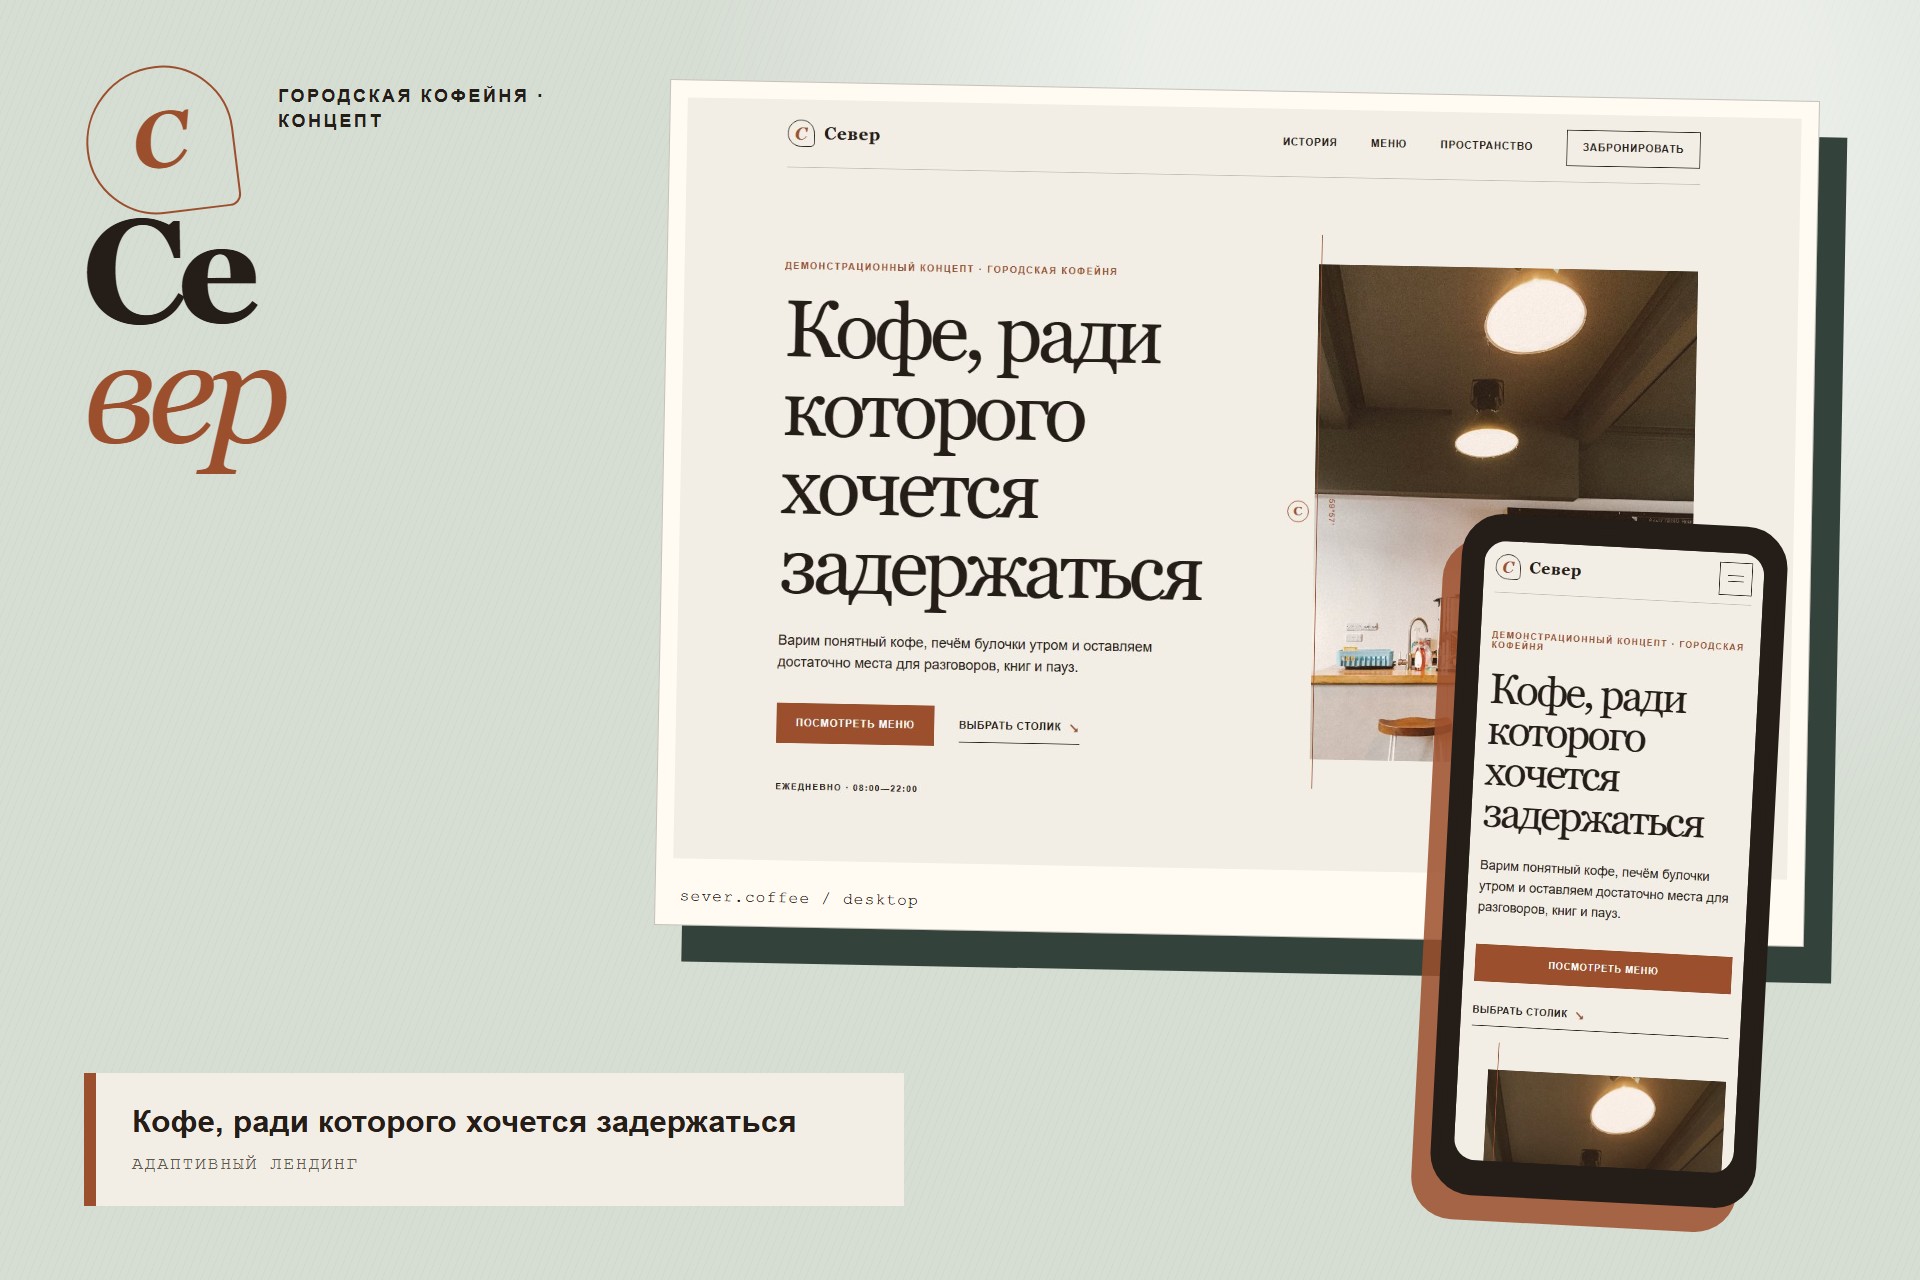 С
ГОРОДСКАЯ КОФЕЙНЯ ·
КОНЦЕПТ
Се
вер
С Север
ИСТОРИЯ МЕНЮ ПРОСТРАНСТВО ЗАБРОНИРОВАТЬ
ДЕМОНСТРАЦИОННЫЙ КОНЦЕПТ · ГОРОДСКАЯ КОФЕЙНЯ
Кофе, ради
которого
хочется
задержаться
Варим понятный кофе, печём булочки утром и оставляем
достаточно места для разговоров, книг и пауз.
ПОСМОТРЕТЬ МЕНЮ
ВЫБРАТЬ СТОЛИК ↘
ЕЖЕДНЕВНО · 08:00—22:00
С
sever.coffee / desktop
С Север
ДЕМОНСТРАЦИОННЫЙ КОНЦЕПТ · ГОРОДСКАЯ
КОФЕЙНЯ
Кофе, ради
которого
хочется
задержаться
Варим понятный кофе, печём булочки
утром и оставляем достаточно места для
разговоров, книг и пауз.
ПОСМОТРЕТЬ МЕНЮ
ВЫБРАТЬ СТОЛИК ↘
Кофе, ради которого хочется задержаться
АДАПТИВНЫЙ ЛЕНДИНГ